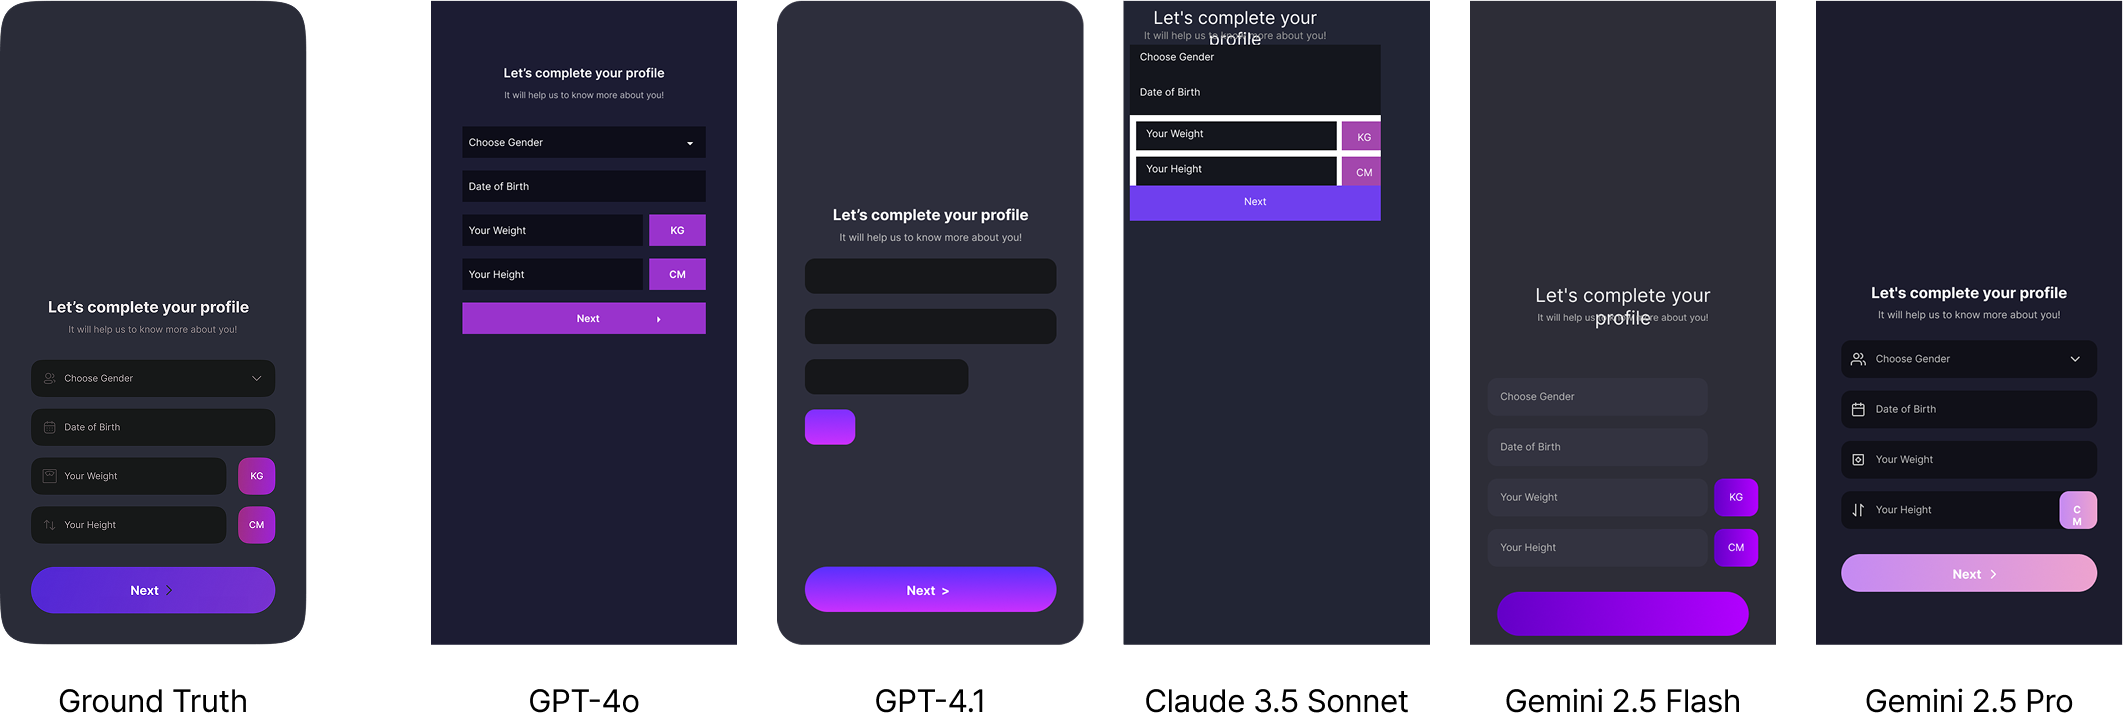 Let's complete your profile
It will help us to know more about you!
Choose Gender
Date of Birth
Your Weight
KG
Your Height
CM
Next
Ground Truth
Let's complete your profile
It will help us to know more about you!
Choose Gender
Date of Birth
Your Weight
KG
Your Height
CM
Next
GPT-4o
Let's complete your profile
It will help us to know more about you!
Next >
GPT-4.1
Let's complete your
profile
It will help us to know more about you!
Choose Gender
Date of Birth
Your Weight
KG
Your Height
CM
Next
Claude 3.5 Sonnet
Let's complete your
profile
It will help us to know more about you!
Choose Gender
Date of Birth
Your Weight
KG
Your Height
CM
Gemini 2.5 Flash
Let's complete your profile
It will help us to know more about you!
Choose Gender
Date of Birth
Your Weight
Your Height
C
M
Next
Gemini 2.5 Pro